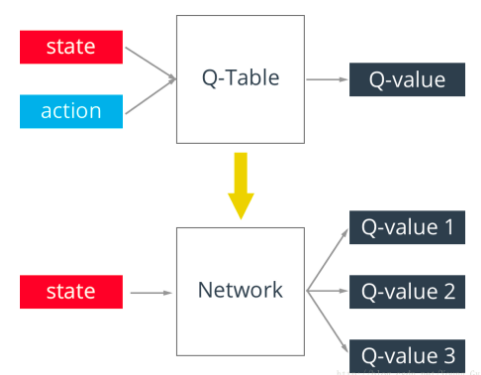 state
Q-Table
Q-value
action
Q-value 1
state
Network
Q-value 2
Q-value 3